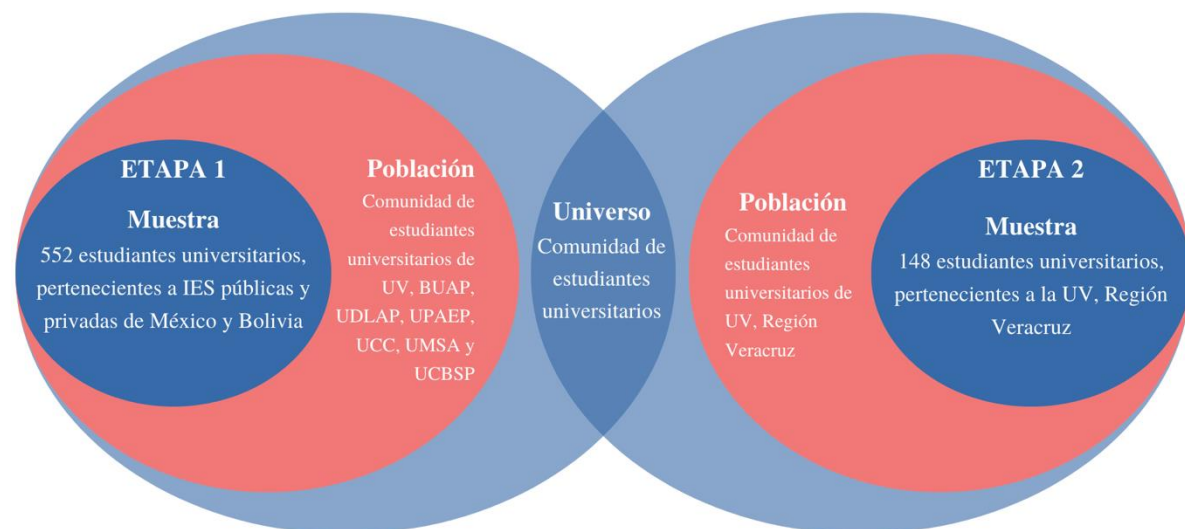 ETAPA 1
Muestra
552 estudiantes universitarios,
pertenecientes a IES públicas y
privadas de México y Bolivia
Población
Comunidad de
estudiantes
universitarios de
UV, BUAP,
UDLAP, UPAEP,
UCC, UMSA y
UCBSP
Universo
Comunidad de
estudiantes
universitarios
Población
Comunidad de
estudiantes
universitarios de
UV, Región
Veracruz
ETAPA 2
Muestra
148 estudiantes universitarios,
pertenecientes a la UV, Región
Veracruz